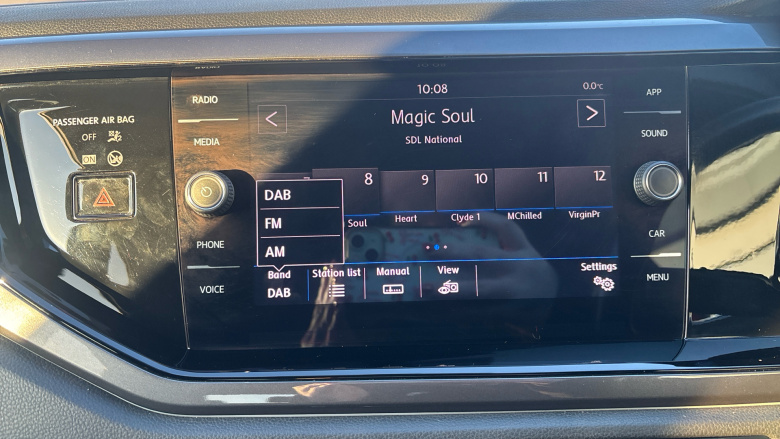 10:08
0.0°C
RADIO
APP
Magic Soul
SDL National
PASSENGER AIR BAG
OFF
ON
MEDIA
SOUND
8
9
10
11
12
Soul
Heart
Clyde 1
MChilled
VirginPr
DAB
FM
AM
PHONE
CAR
VOICE
MENU
Band
DAB
Station list
Manual
View
Settings